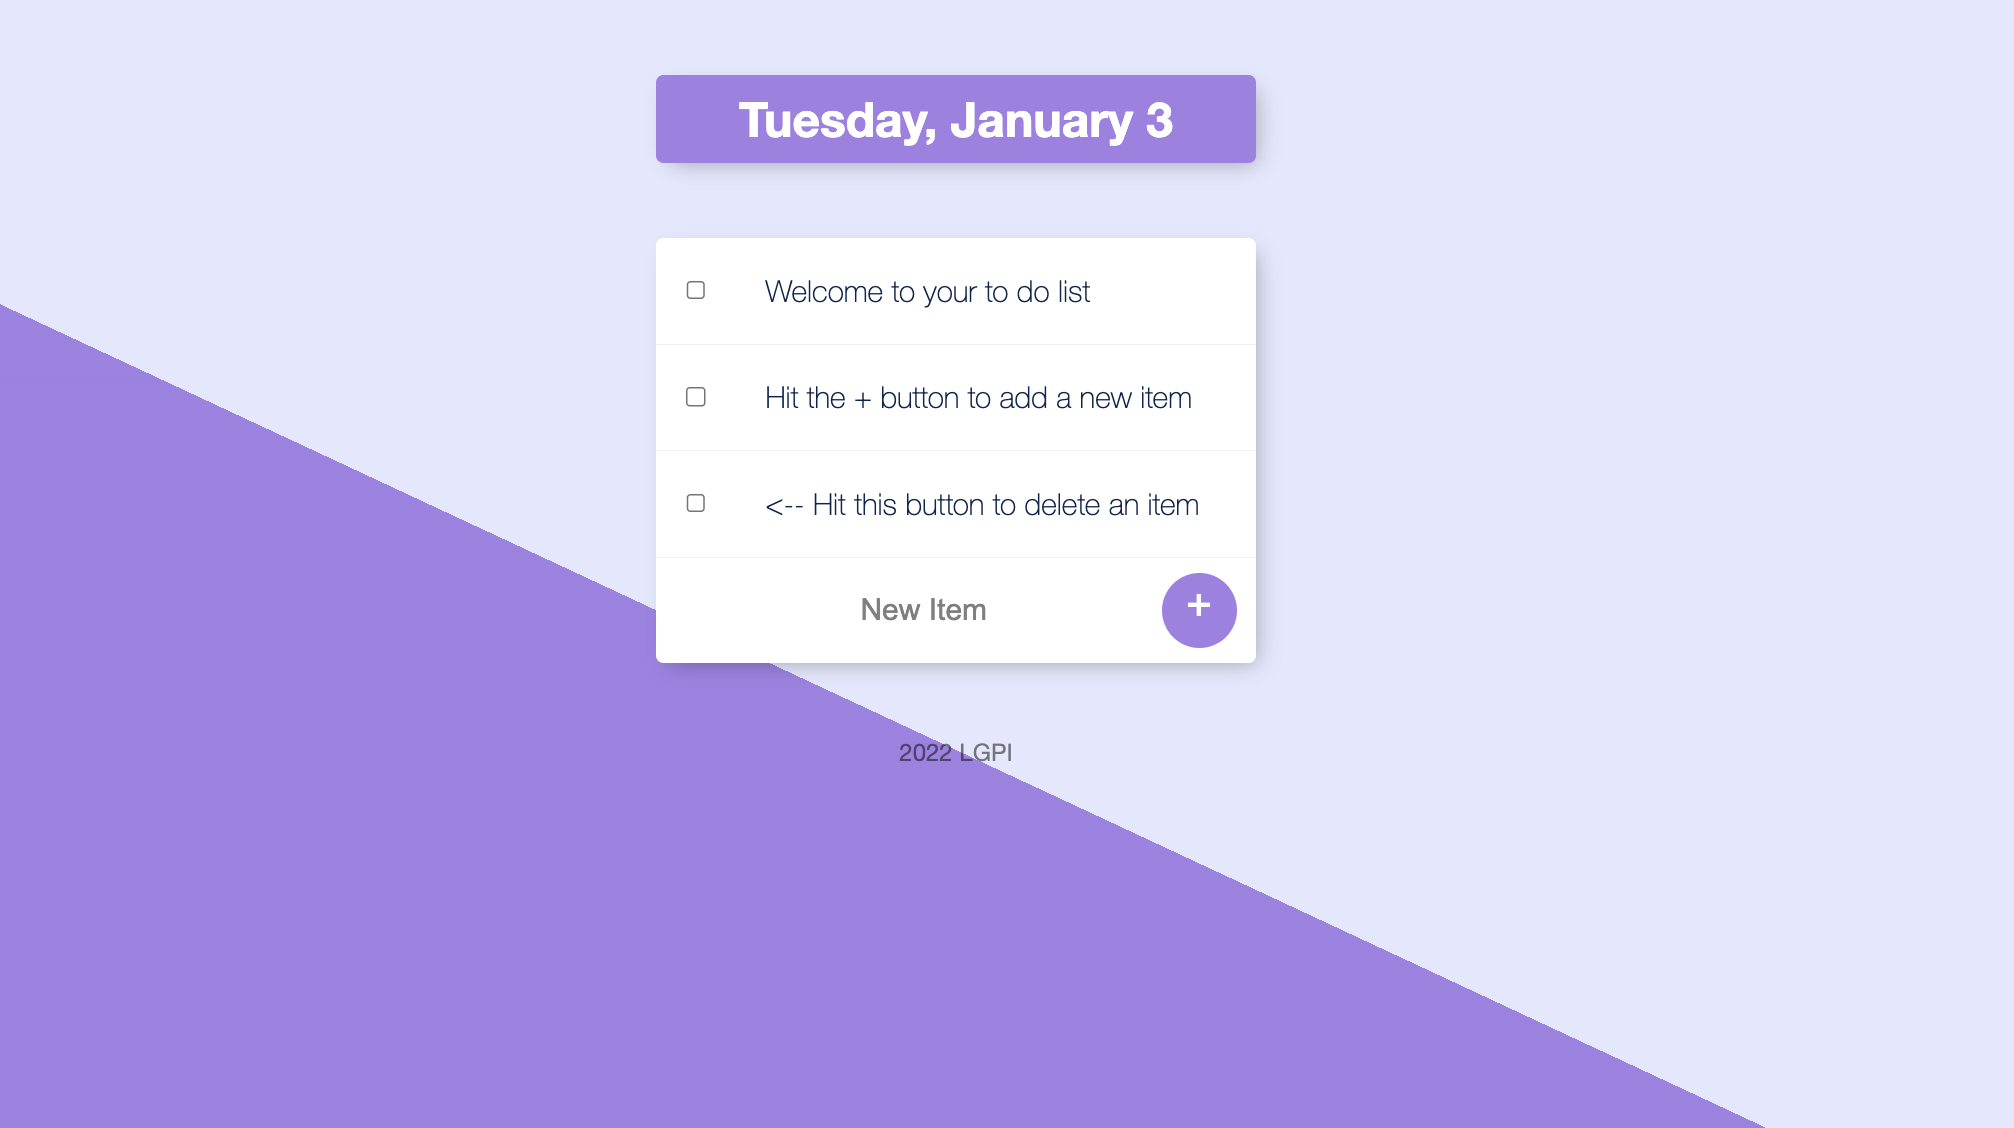 Tuesday, January 3
Welcome to your to do list
Hit the + button to add a new item
<-- Hit this button to delete an item
New Item
+
2022 LGPI